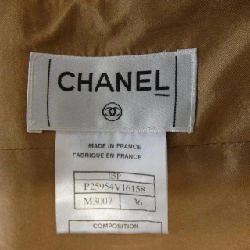 CHANEL
MADE IN FRANCE
FABRIQUÉ EN FRANCE
05P
P25954V16158
M3007 36
COMPOSITION